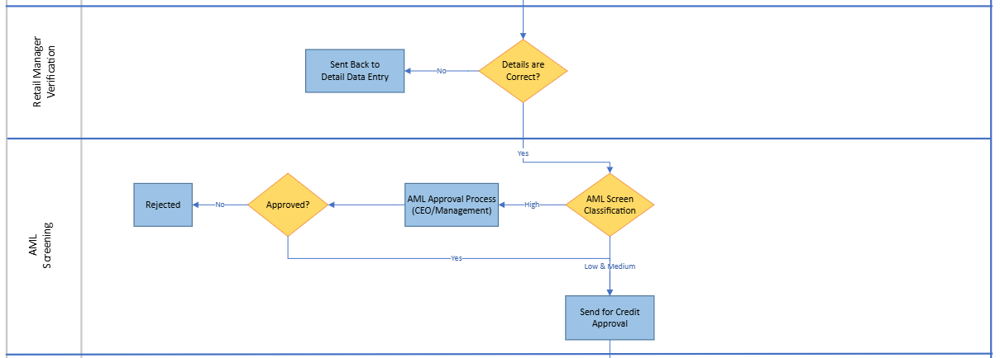 Retail Manager
Verification
Sent Back to
Detail Data Entry
No
Details are
Correct?
Yes
AML
Screening
Rejected
No
Approved?
AML Approval Process
(CEO/Management)
High
AML Screen
Classification
Yes
Low & Medium
Send for Credit
Approval